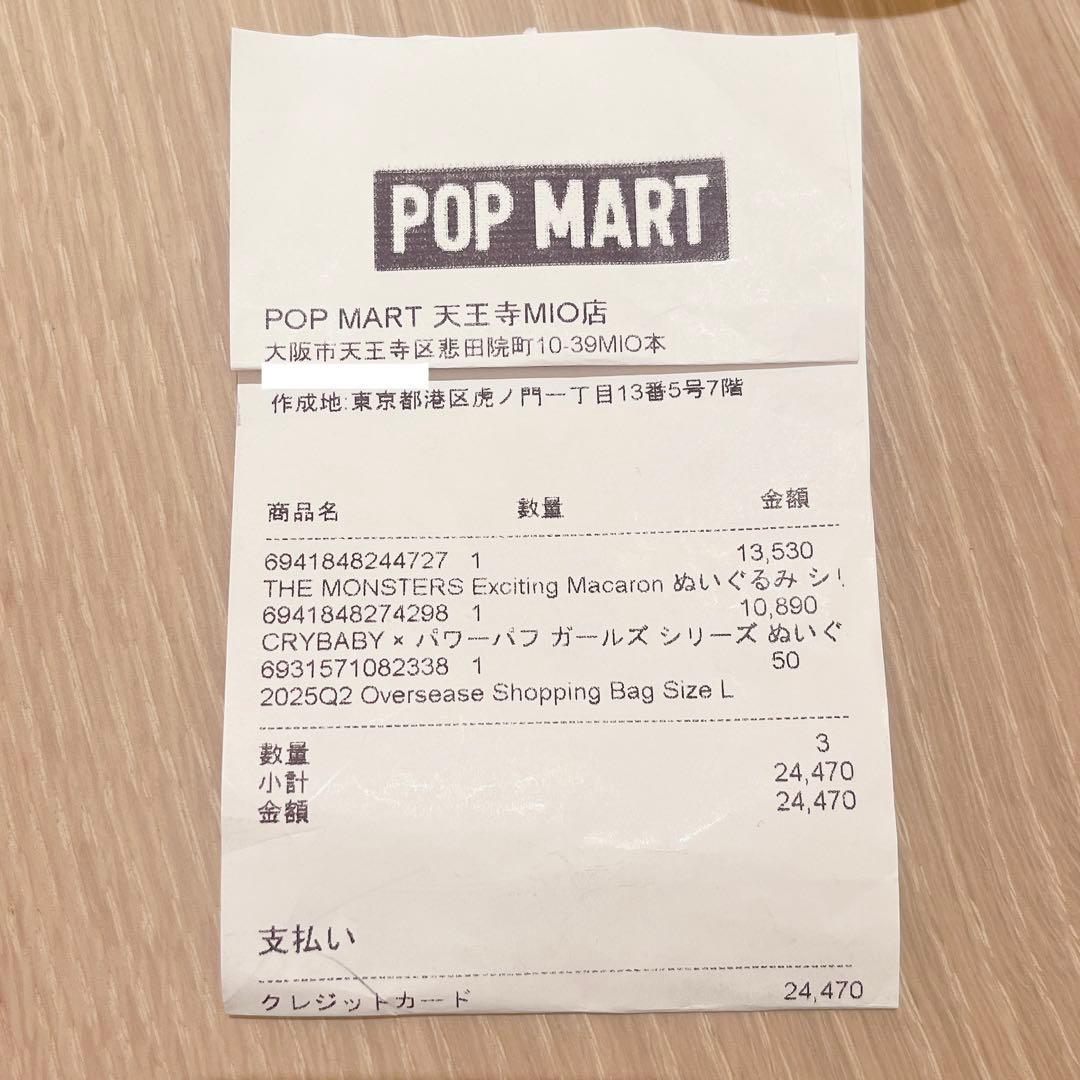 POP MART
POP MART 天王寺MIO店
大阪市天王寺区悲田院町10-39MIO本
作成地:東京都港区虎ノ門一丁目13番5号7階
商品名 数量 金額
6941848244727 1 13,530
THE MONSTERS Exciting Macaron ぬいぐるみ シ
6941848274298 1 10,890
CRYBABY × パワーパフ ガールズ シリーズ ぬいぐ
6931571082338 1 50
2025Q2 Oversease Shopping Bag Size L
数量 3
小計 24,470
金額 24,470
支払い
クレジットカード 24,470